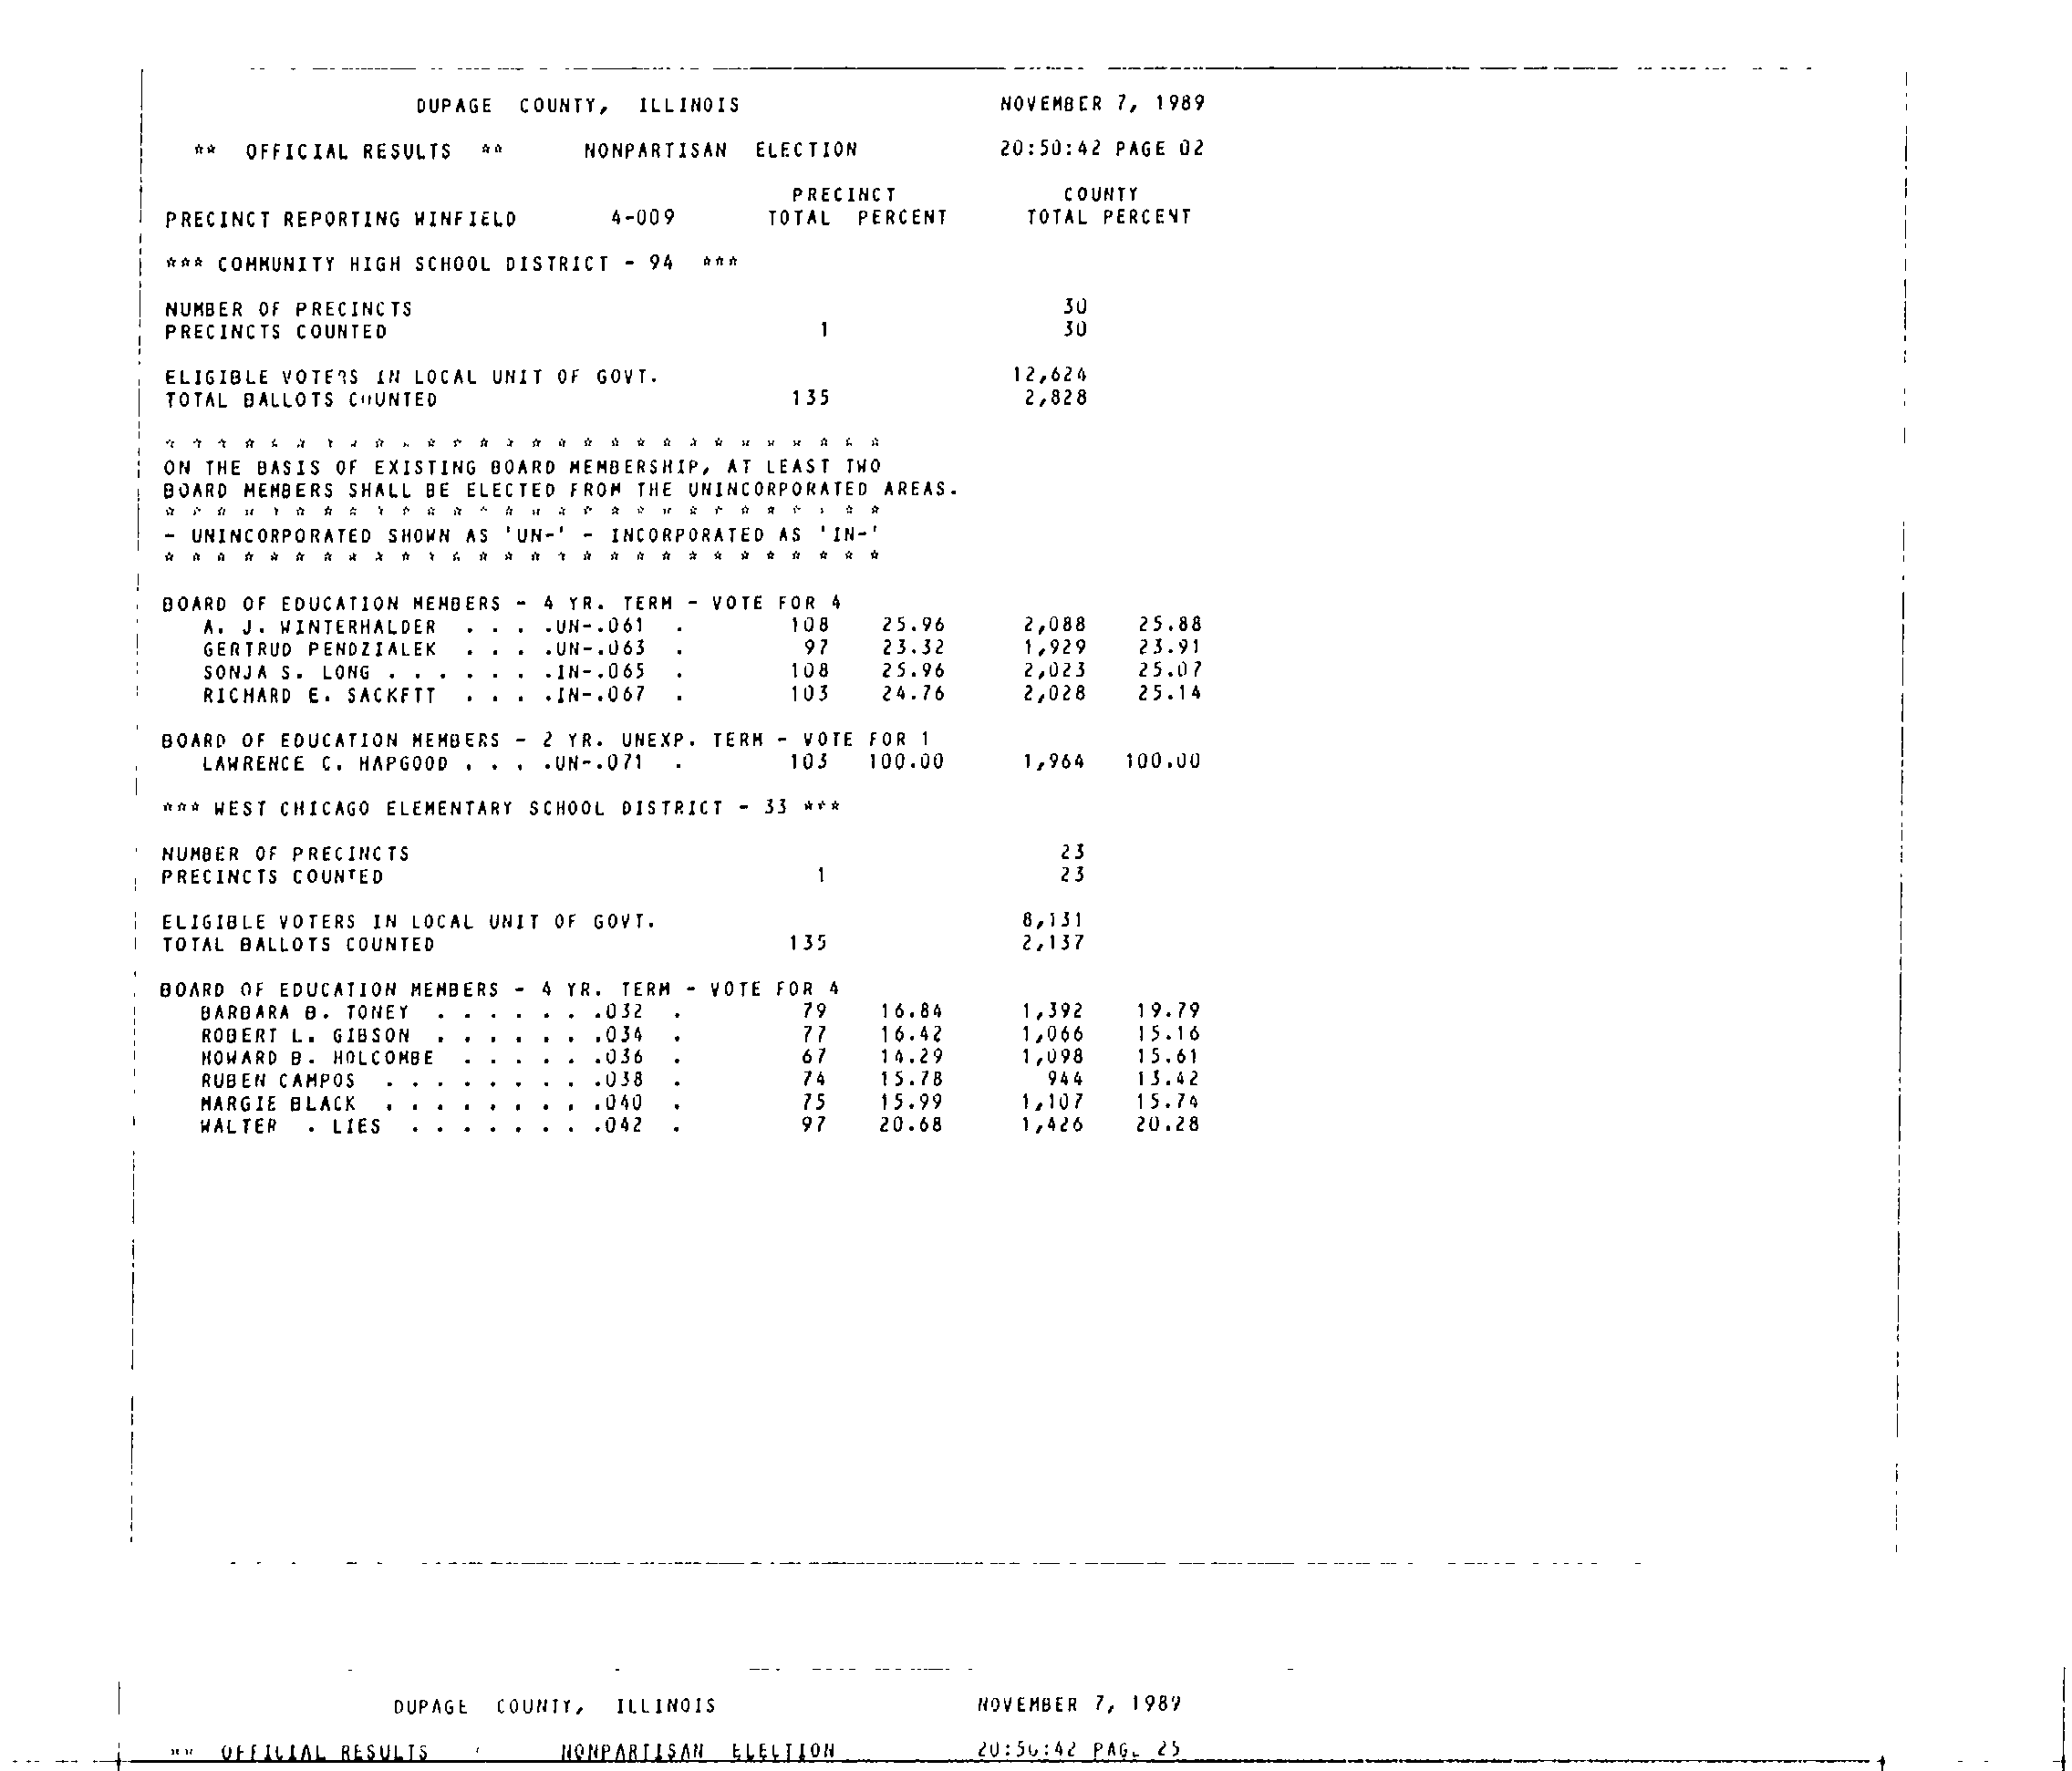 DUPAGE COUNTY, ILLINOIS NOVEMBER 7, 1989
** OFFICIAL RESULTS ** NONPARTISAN ELECTION 20:50:42 PAGE 02
PRECINCT COUNTY
PRECINCT REPORTING WINFIELD 4-009 TOTAL PERCENT TOTAL PERCENT
*** COMMUNITY HIGH SCHOOL DISTRICT - 94 ***
NUMBER OF PRECINCTS 30
PRECINCTS COUNTED 1 30
ELIGIBLE VOTERS IN LOCAL UNIT OF GOVT. 12,624
TOTAL BALLOTS COUNTED 135 2,828
* * * * * * * * * * * * * * * * * * * * * * * * * * * *
ON THE BASIS OF EXISTING BOARD MEMBERSHIP, AT LEAST TWO
BOARD MEMBERS SHALL BE ELECTED FROM THE UNINCORPORATED AREAS.
* * * * * * * * * * * * * * * * * * * * * * * * * * * *
- UNINCORPORATED SHOWN AS 'UN-' - INCORPORATED AS 'IN-'
* * * * * * * * * * * * * * * * * * * * * * * * * * * *
BOARD OF EDUCATION MEMBERS - 4 YR. TERM - VOTE FOR 4
A. J. WINTERHALDER . . . .UN-.061 . 108 25.96 2,088 25.88
GERTRUD PENDZIALEK . . . .UN-.063 . 97 23.32 1,929 23.91
SONJA S. LONG . . . . . . .IN-.065 . 108 25.96 2,023 25.07
RICHARD E. SACKETT . . . .IN-.067 . 103 24.76 2,028 25.14
BOARD OF EDUCATION MEMBERS - 2 YR. UNEXP. TERM - VOTE FOR 1
LAWRENCE C. HAPGOOD . . . .UN-.071 . 103 100.00 1,964 100.00
*** WEST CHICAGO ELEMENTARY SCHOOL DISTRICT - 33 ***
NUMBER OF PRECINCTS 23
PRECINCTS COUNTED 1 23
ELIGIBLE VOTERS IN LOCAL UNIT OF GOVT. 8,131
TOTAL BALLOTS COUNTED 135 2,137
BOARD OF EDUCATION MEMBERS - 4 YR. TERM - VOTE FOR 4
BARBARA B. TONEY . . . . . . .032 . 79 16.84 1,392 19.79
ROBERT L. GIBSON . . . . . . .034 . 77 16.42 1,066 15.16
HOWARD B. HOLCOMBE . . . . . .036 . 67 14.29 1,098 15.61
RUBEN CAMPOS . . . . . . . . .038 . 74 15.78 944 13.42
MARGIE BLACK . . . . . . . . .040 . 75 15.99 1,107 15.74
WALTER . LIES . . . . . . . .042 . 97 20.68 1,426 20.28
DUPAGE COUNTY, ILLINOIS NOVEMBER 7, 1989
** OFFICIAL RESULTS NONPARTISAN ELECTION 20:50:42 PAGE 25